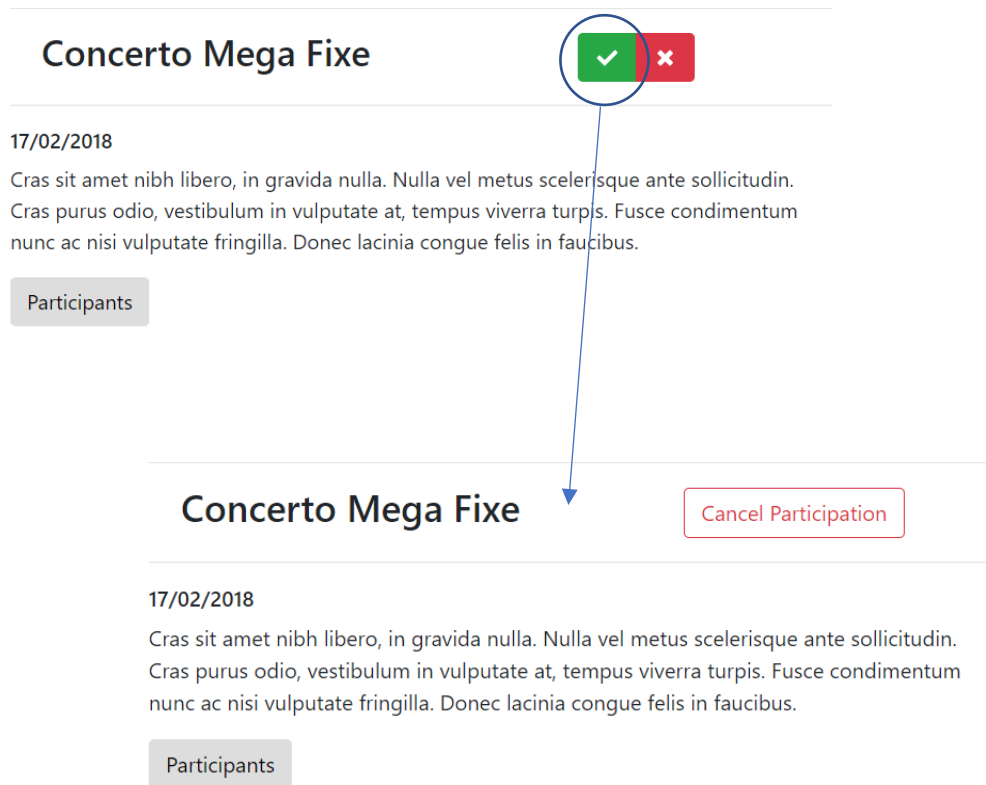 Concerto Mega Fixe
17/02/2018
Cras sit amet nibh libero, in gravida nulla. Nulla vel metus scelerisque ante sollicitudin.
Cras purus odio, vestibulum in vulputate at, tempus viverra turpis. Fusce condimentum
nunc ac nisi vulputate fringilla. Donec lacinia congue felis in faucibus.
Participants
Concerto Mega Fixe
Cancel Participation
17/02/2018
Cras sit amet nibh libero, in gravida nulla. Nulla vel metus scelerisque ante sollicitudin.
Cras purus odio, vestibulum in vulputate at, tempus viverra turpis. Fusce condimentum
nunc ac nisi vulputate fringilla. Donec lacinia congue felis in faucibus.
Participants